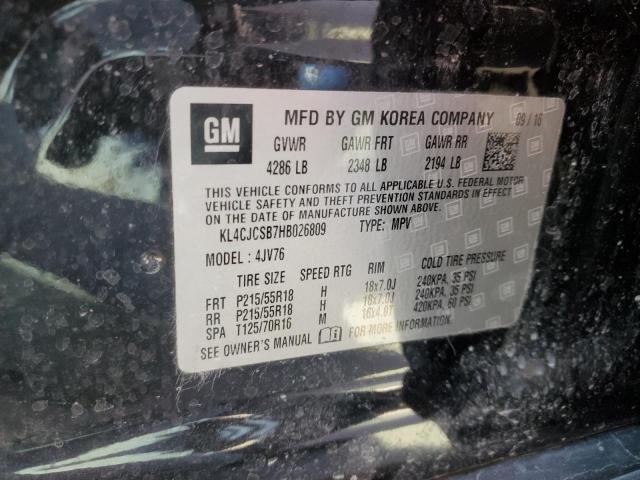 GM
MFD BY GM KOREA COMPANY 09/16
GVWR GAWR FRT GAWR RR
4286 LB 2348 LB 2194 LB
THIS VEHICLE CONFORMS TO ALL APPLICABLE U.S. FEDERAL MOTOR
VEHICLE SAFETY AND THEFT PREVENTION STANDARDS IN EFFECT
ON THE DATE OF MANUFACTURE SHOWN ABOVE.
KL4CJCSB7HB026809 TYPE: MPV
MODEL : 4JV76
TIRE SIZE SPEED RTG RIM COLD TIRE PRESSURE
FRT P215/55R18 H 18x7.0J 240KPA, 35 PSI
RR P215/55R18 H 18x7.0J 240KPA, 35 PSI
SPA T125/70R16 M 16x4.0T 420KPA, 60 PSI
SEE OWNER'S MANUAL FOR MORE INFORMATION.